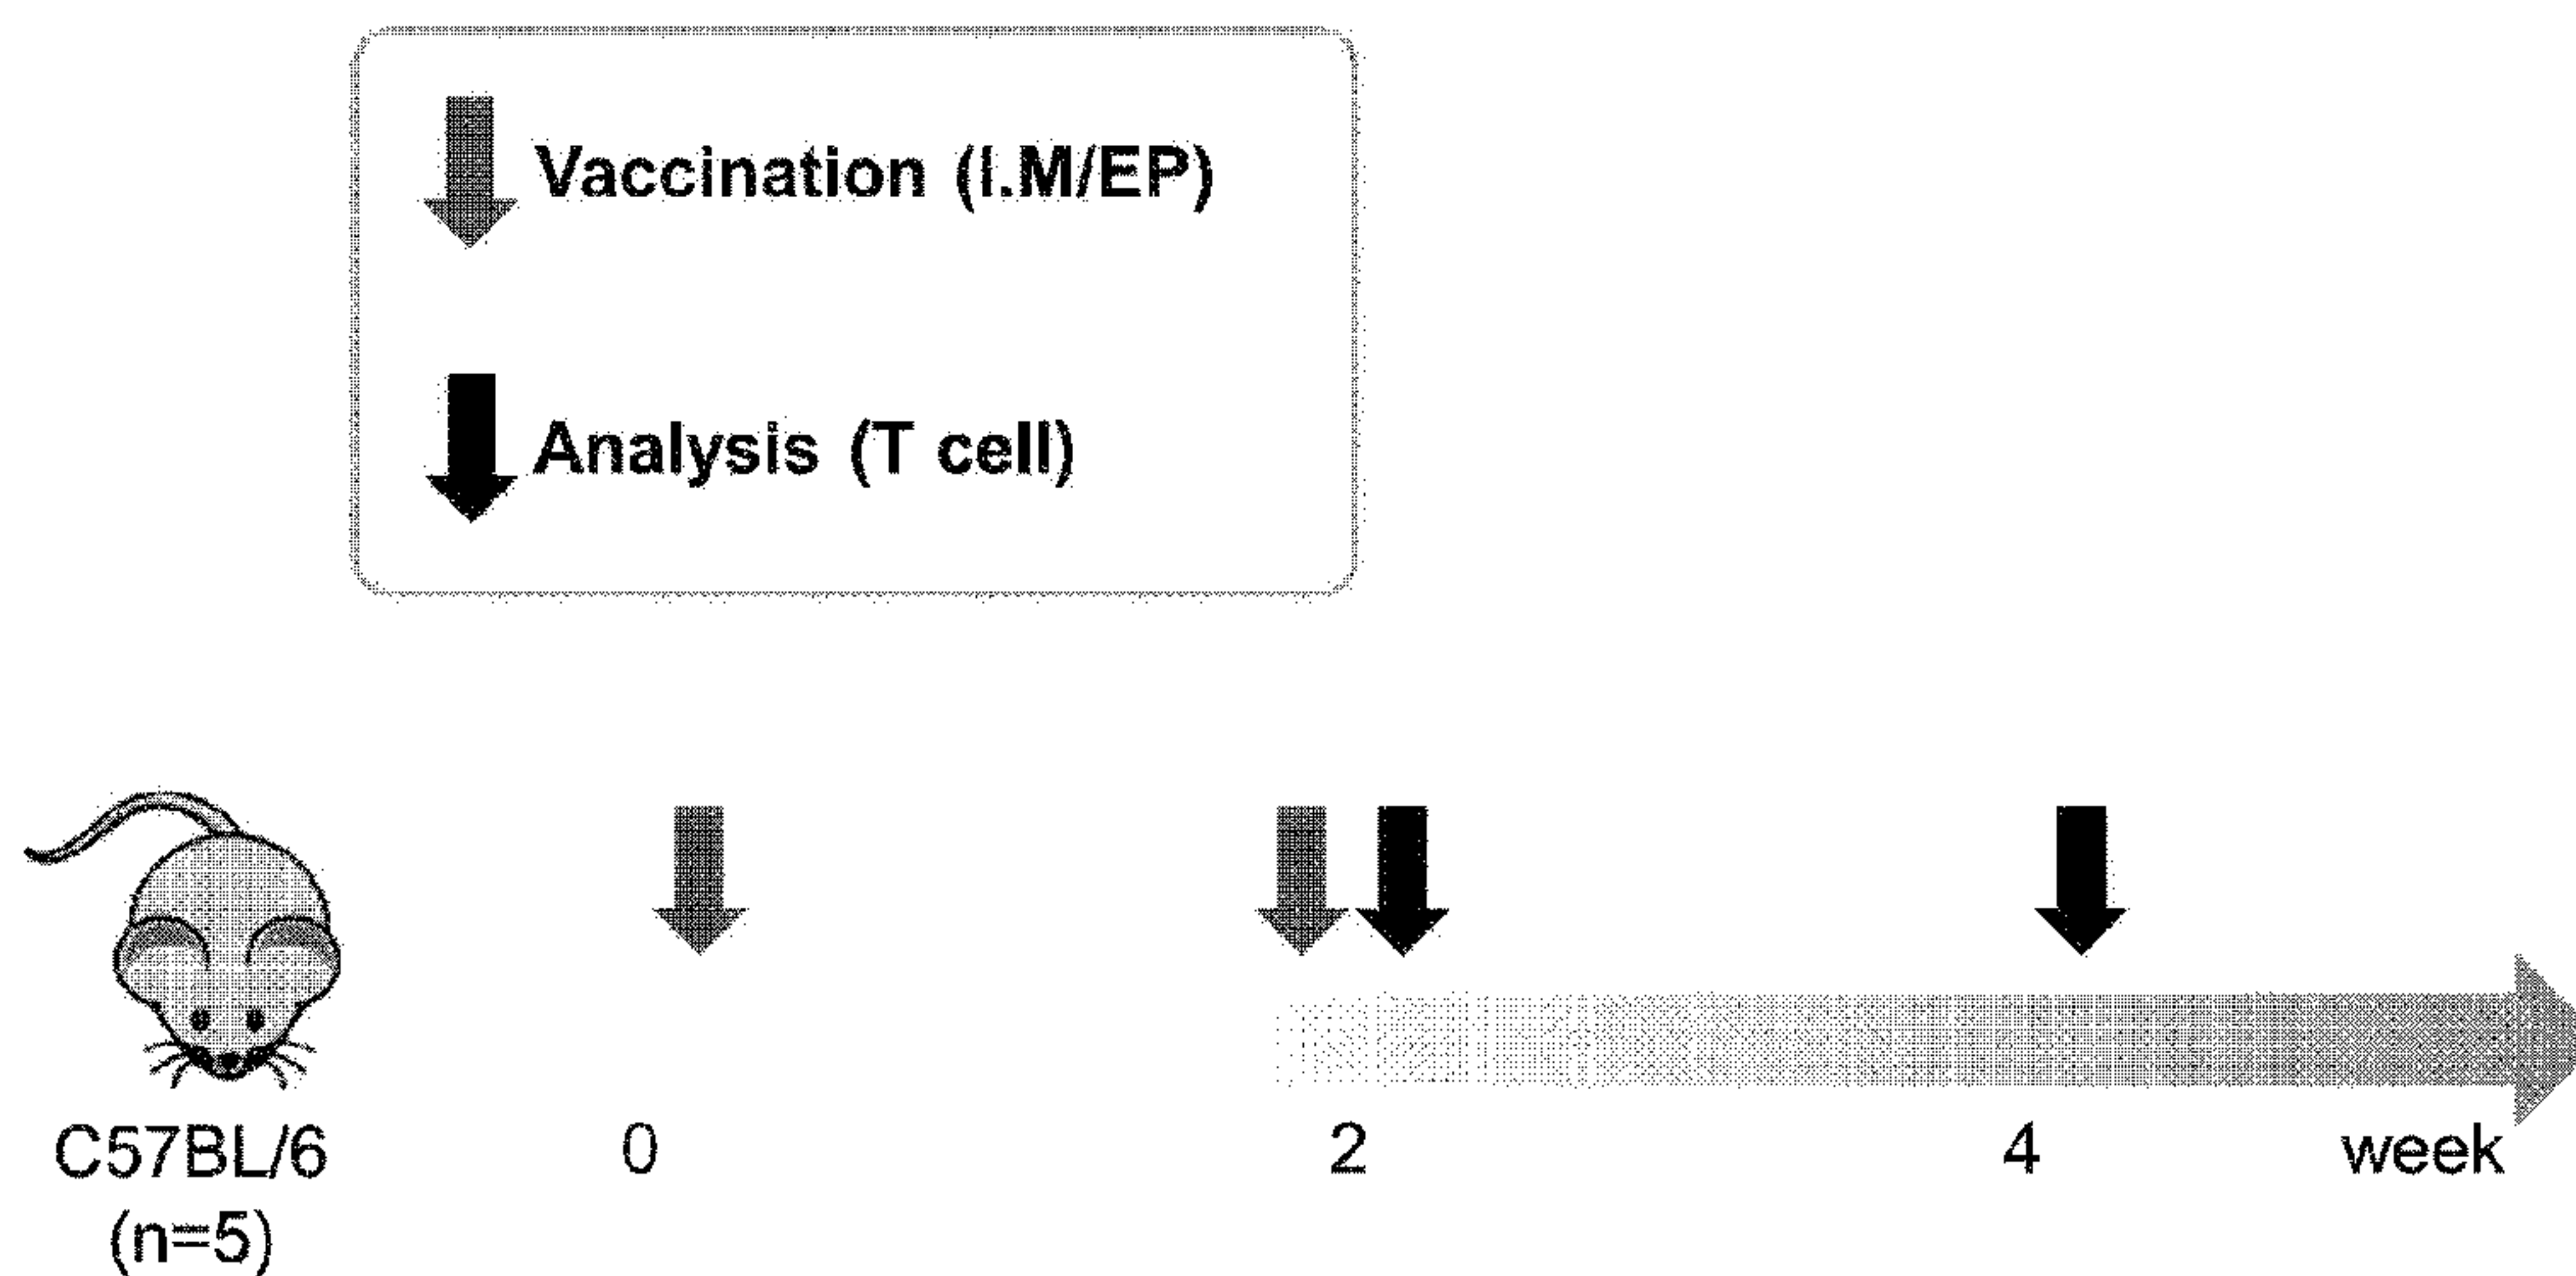 Vaccination (I.M/EP)
Analysis (T cell)
0
2
4
week
C57BL/6
(n=5)